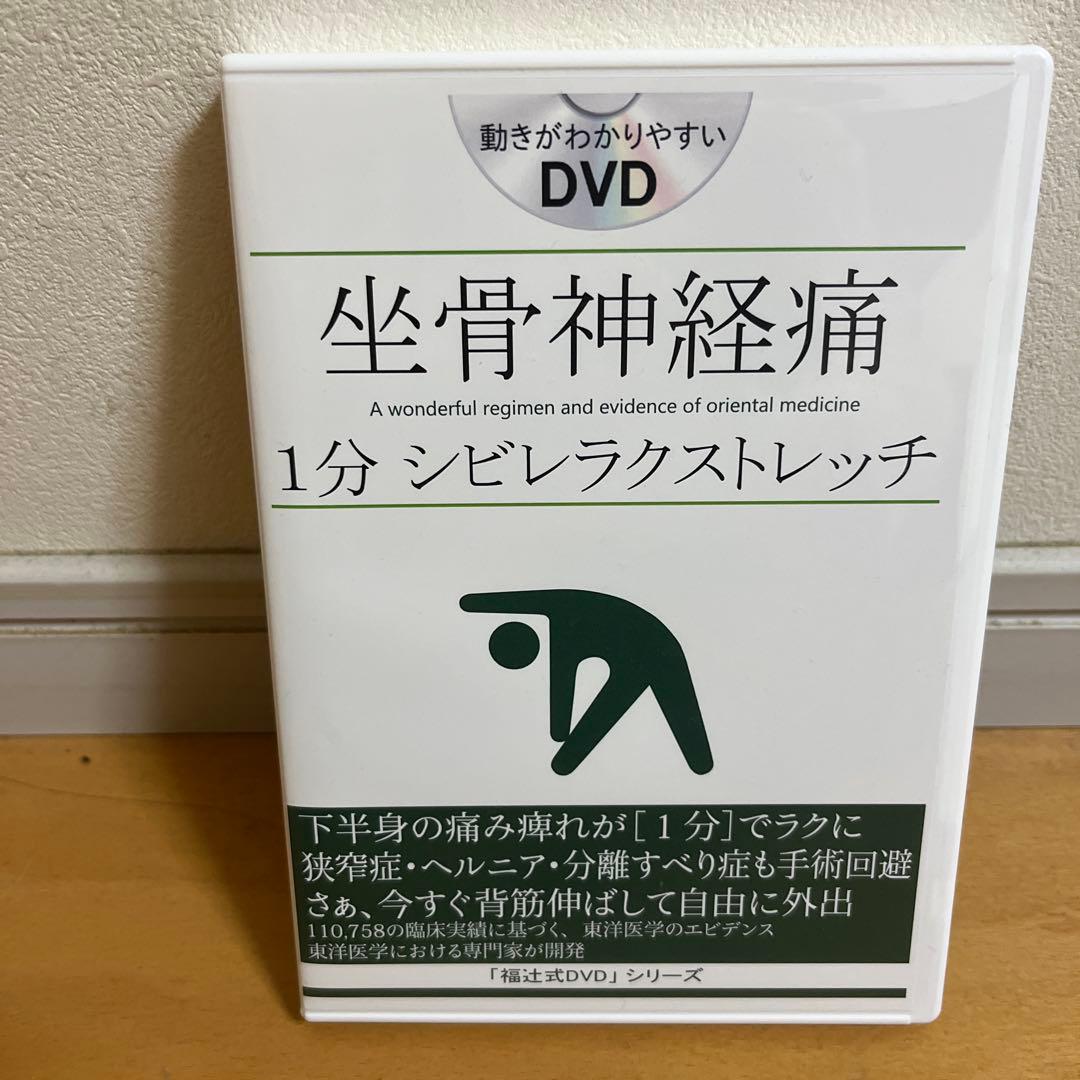 動きがわかりやすい
DVD
坐骨神経痛
A wonderful regimen and evidence of oriental medicine
1分 シビレラクストレッチ
下半身の痛み痺れが[1分]でラクに
狭窄症・ヘルニア・分離すべり症も手術回避
さぁ、今すぐ背筋伸ばして自由に外出
110,758の臨床実績に基づく、東洋医学のエビデンス
東洋医学における専門家が開発
「福辻式DVD」シリーズ